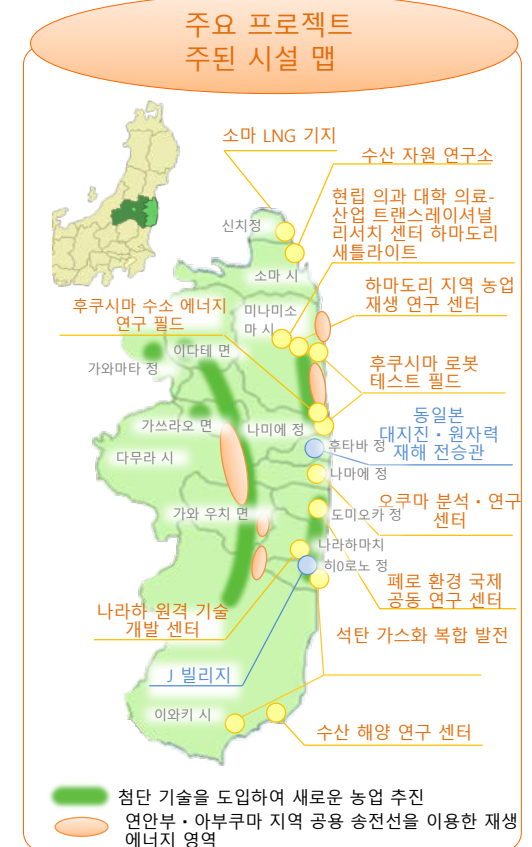 주요 프로젝트
주된 시설 맵
소마 LNG 기지
수산 자원 연구소
신치정
현립 의과 대학 의료-
산업 트랜스레이셔널
리서치 센터 하마도리
새틀라이트
소마 시
하마도리 지역 농업
재생 연구 센터
후쿠시마 수소 에너지
연구 필드
미나미소
마 시
이다테 면
가와마타 정
후쿠시마 로봇
테스트 필드
동일본
대지진・원자력
재해 전승관
가쓰라오 면
나미에 정
후타바 정
다무라 시
나마에 정
오쿠마 분석・연구
센터
가와 우치 면
도미오카 정
나라하마치
히0로노 정
폐로 환경 국제
공동 연구 센터
나라하 원격 기술
개발 센터
석탄 가스화 복합 발전
J 빌리지
이와키 시
수산 해양 연구 센터
첨단 기술을 도입하여 새로운 농업 추진
연안부・아부쿠마 지역 공용 송전선을 이용한 재생
에너지 영역